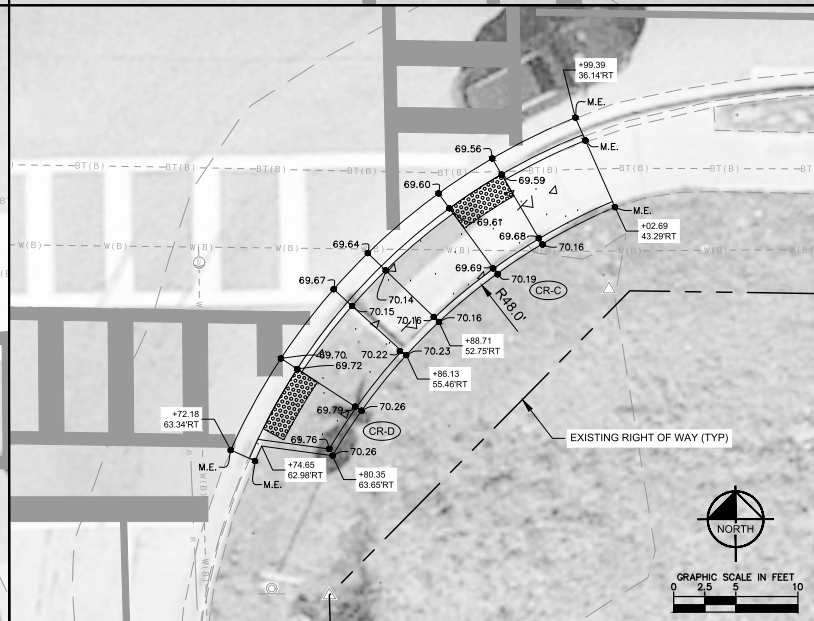 +99.39
36.14'RT
M.E.
69.56
M.E.
BT(B)
BT(B)
BT(B)
BT(B)
BT(B)
69.59
69.60
69.61
M.E.
+02.69
43.29'RT
69.68
70.16
W(B)
W(B)
W(B)
W(B)
W(B)
W(B)
69.64
69.69
70.19
CR-C
69.67
70.14
R48.0'
70.15
70.16
70.16
+88.71
52.75'RT
69.70
69.72
70.22
70.23
+86.13
55.46'RT
+72.18
63.34'RT
69.79
70.26
CR-D
69.76
70.26
EXISTING RIGHT OF WAY (TYP)
M.E.
M.E.
+74.65
62.98'RT
+80.35
63.65'RT
W(B)
W(B)
NORTH
GRAPHIC SCALE IN FEET
0 2.5 5 10